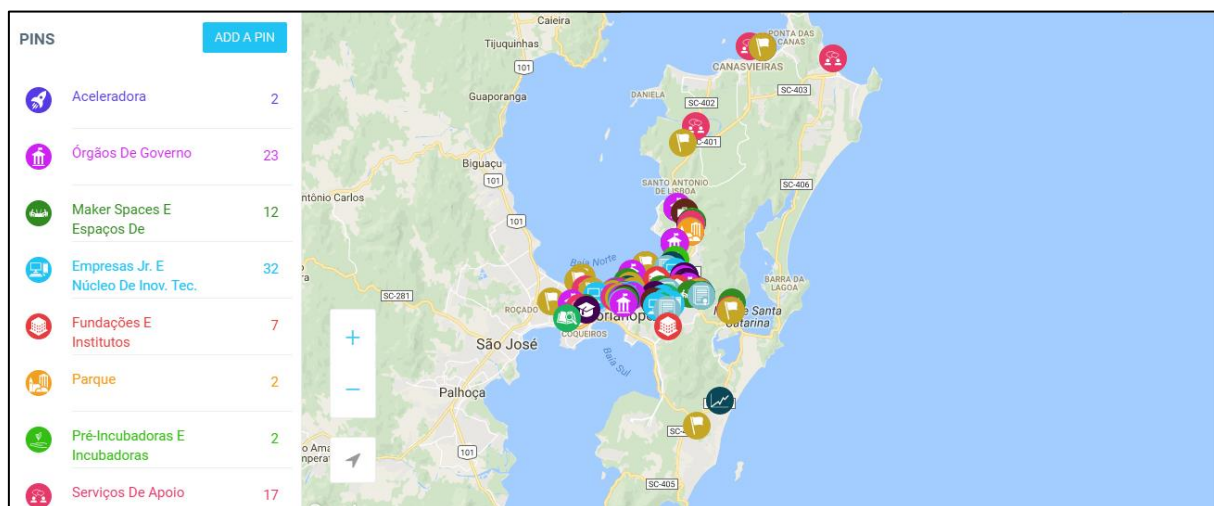 PINS
ADD A PIN
Aceleradora 2
Órgãos De Governo 23
Maker Spaces E 12
Espaços De
Empresas Jr. E 32
Núcleo De Inov. Tec.
Fundações E 7
Institutos
Parque 2
Pré-Incubadoras E 2
Incubadoras
Serviços De Apoio 17
Caieira
Tijuquinhas
101
Guaporanga
Biguaçu
101
ntônio Carlos
101
SC-281
ROÇADO
São José
Palhoça
101
PONTA DAS
CANAS
CANASVIEIRAS
SC-403
DANIELA
SC-402
SC-401
SANTO ANTONIO
DE LISBOA
SC-406
Baía Norte
BARRA DA
LAGOA
COQUEIROS
Baía Sul
SC-405
+
−